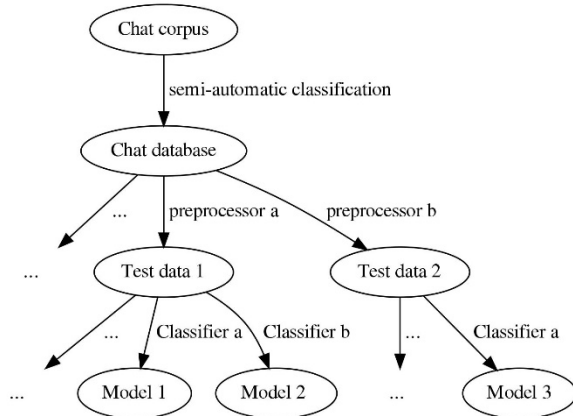 Chat corpus
semi-automatic classification
Chat database
...
preprocessor a
preprocessor b
...
Test data 1
Test data 2
...
Classifier a
Classifier b
...
Classifier a
...
Model 1
Model 2
...
Model 3